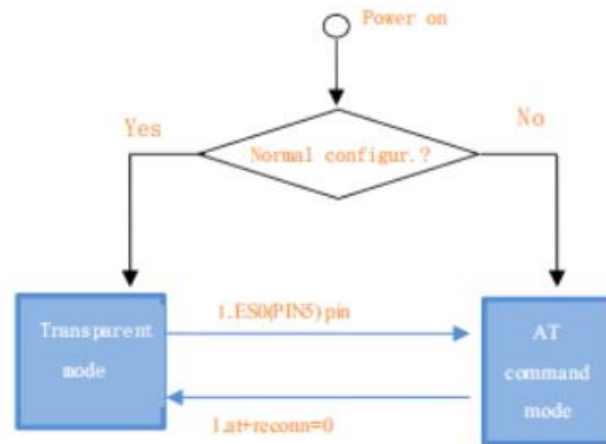 Power on
Yes
No
Normal configur.?
1.ES0(PIN5) pin
Transparent
mode
AT
command
mode
1.at+reconn=0